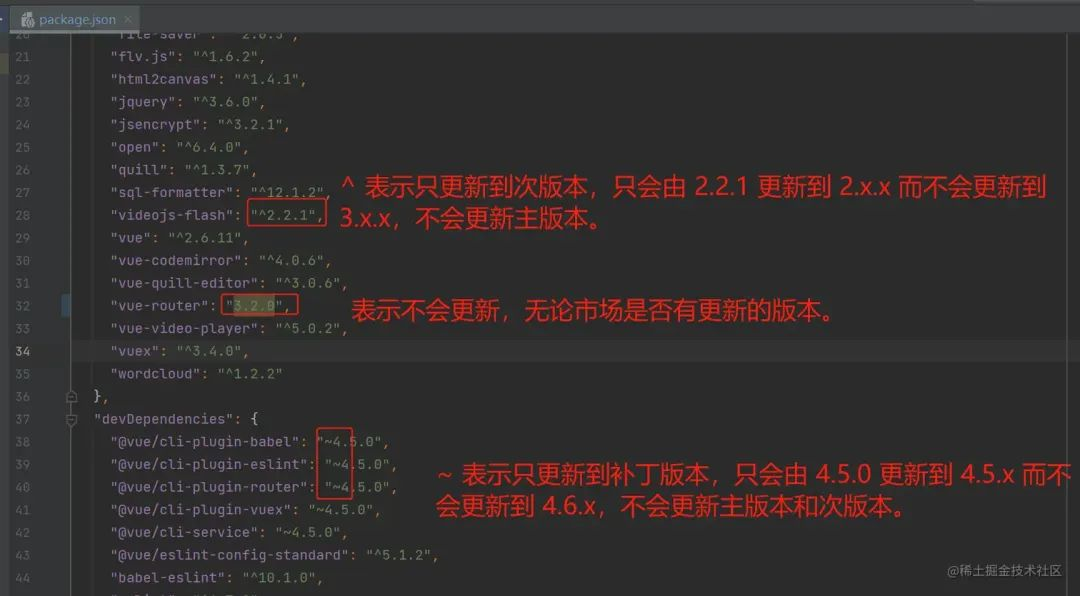 package.json ×
20 "file-saver": "^2.0.5",
21 "flv.js": "^1.6.2",
22 "html2canvas": "^1.4.1",
23 "jquery": "^3.6.0",
24 "jsencrypt": "^3.2.1",
25 "open": "^6.4.0",
26 "quill": "^1.3.7",
27 "sql-formatter": "^12.1.2",
^ 表示只更新到次版本，只会由 2.2.1 更新到 2.x.x 而不会更新到
28 "videojs-flash": "^2.2.1",
3.x.x，不会更新主版本。
29 "vue": "^2.6.11",
30 "vue-codemirror": "^4.0.6",
31 "vue-quill-editor": "^3.0.6",
32 "vue-router": "3.2.0",
表示不会更新，无论市场是否有更新的版本。
33 "vue-video-player": "^5.0.2",
34 "vuex": "^3.4.0",
35 "wordcloud": "^1.2.2"
36 },
37 "devDependencies": {
38 "@vue/cli-plugin-babel": "~4.5.0",
39 "@vue/cli-plugin-eslint": "~4.5.0",
~ 表示只更新到补丁版本，只会由 4.5.0 更新到 4.5.x 而不
40 "@vue/cli-plugin-router": "~4.5.0",
会更新到 4.6.x，不会更新主版本和次版本。
41 "@vue/cli-plugin-vuex": "~4.5.0",
42 "@vue/cli-service": "~4.5.0",
43 "@vue/eslint-config-standard": "^5.1.2",
44 "babel-eslint": "^10.1.0",
@稀土掘金技术社区